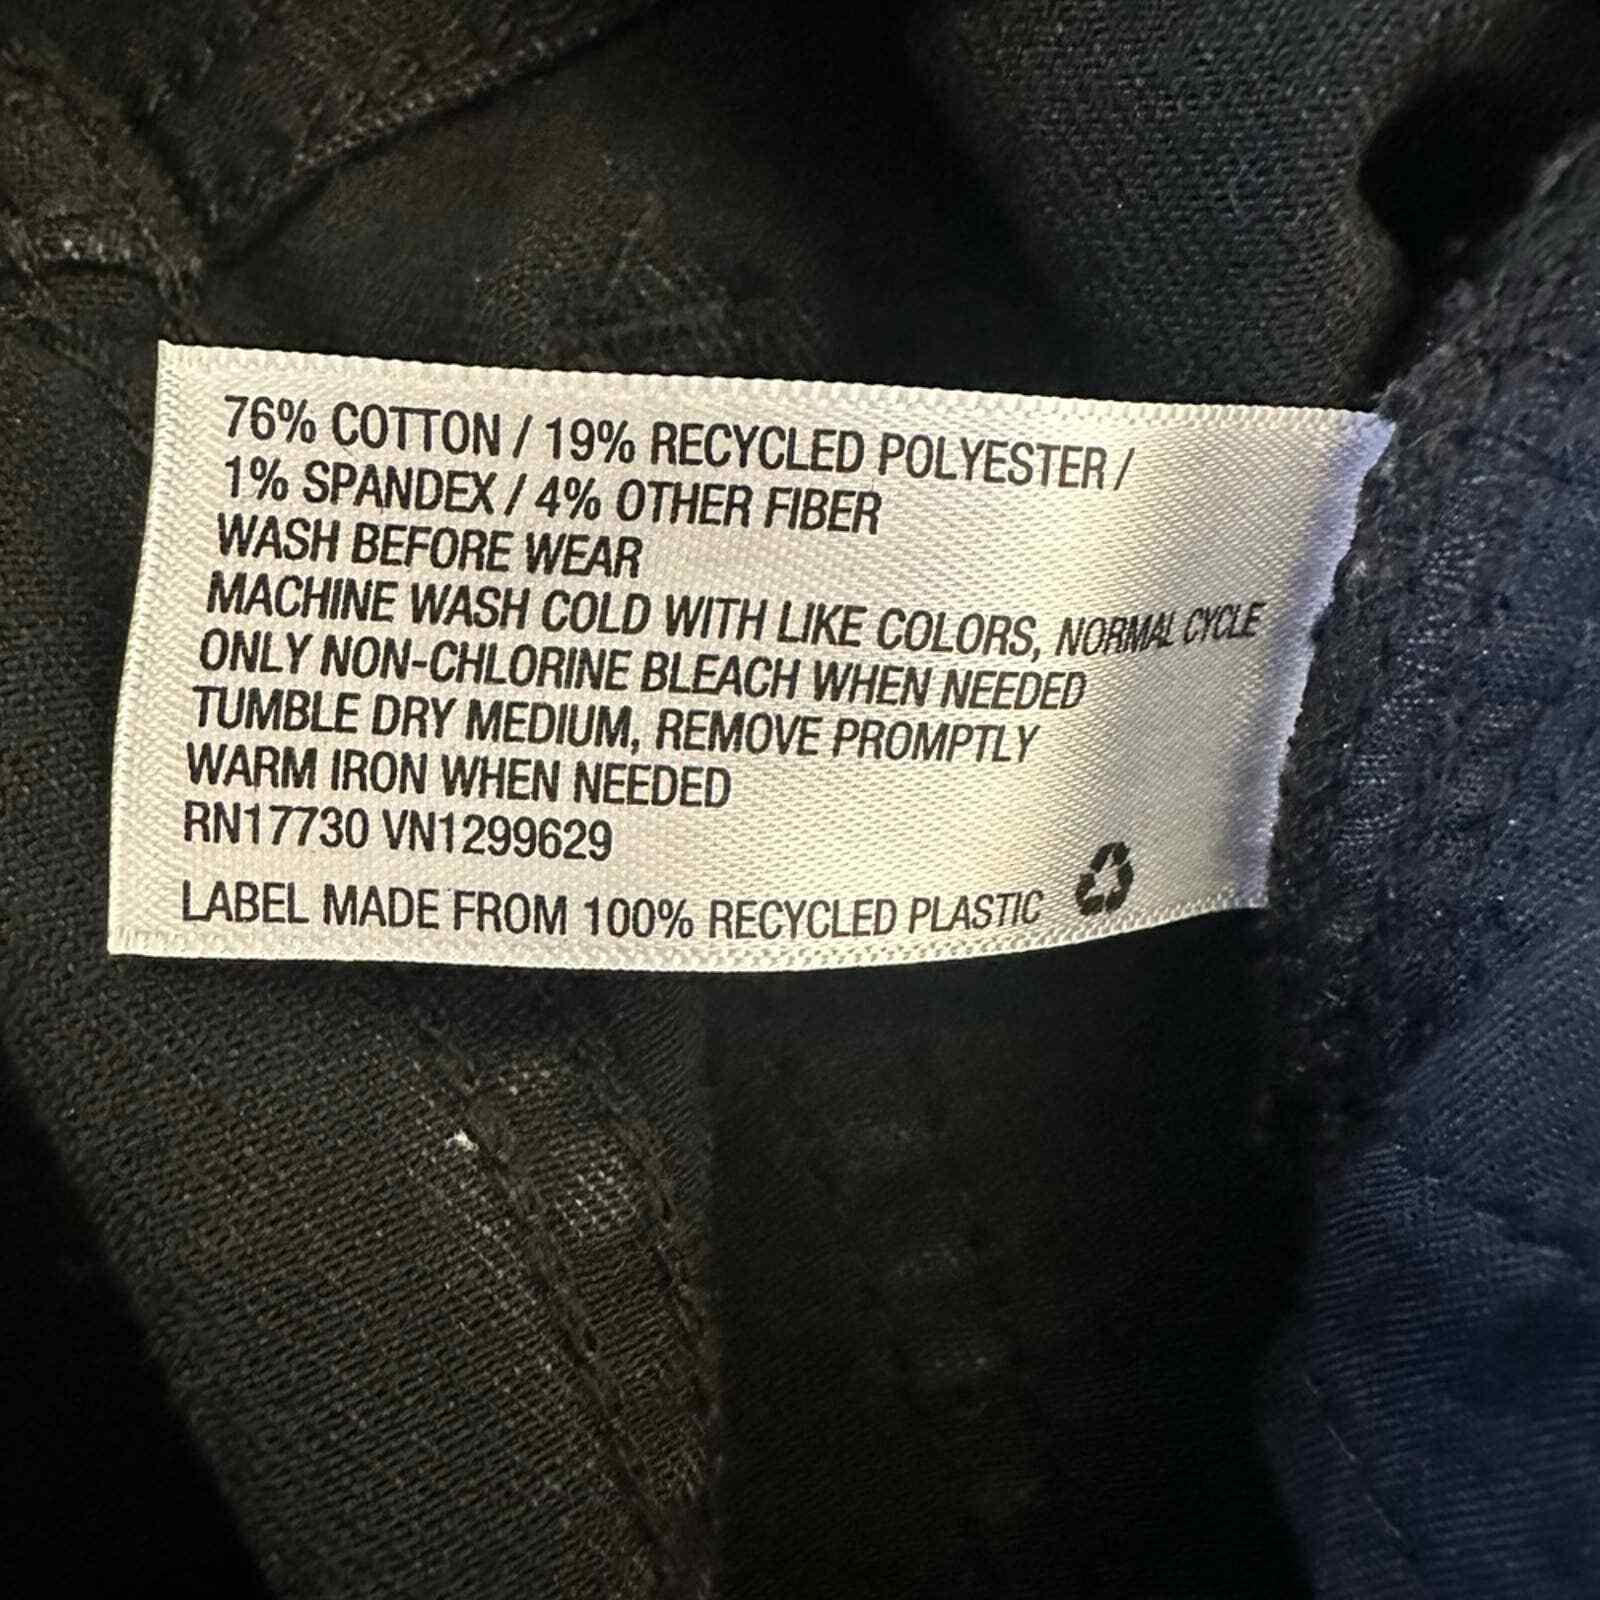 76% COTTON / 19% RECYCLED POLYESTER /
1% SPANDEX / 4% OTHER FIBER
WASH BEFORE WEAR
MACHINE WASH COLD WITH LIKE COLORS, NORMAL CYCLE
ONLY NON-CHLORINE BLEACH WHEN NEEDED
TUMBLE DRY MEDIUM, REMOVE PROMPTLY
WARM IRON WHEN NEEDED
RN17730 VN1299629
LABEL MADE FROM 100% RECYCLED PLASTIC